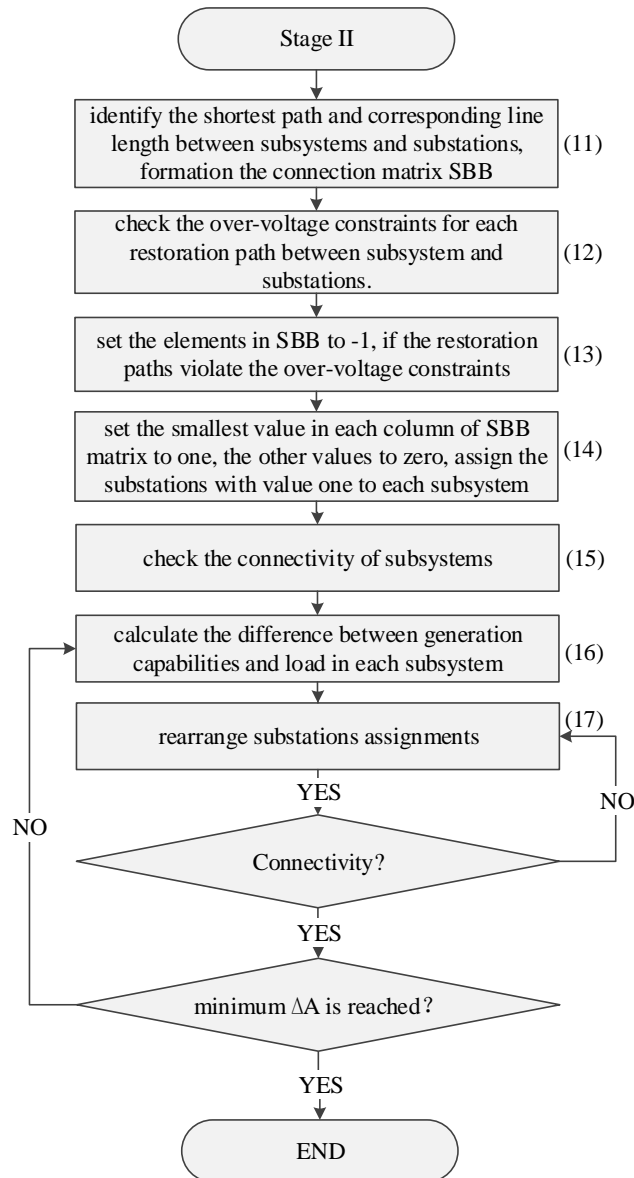 Stage II
identify the shortest path and corresponding line
length between subsystems and substations,
formation the connection matrix SBB
(11)
check the over-voltage constraints for each
restoration path between subsystem and
substations.
(12)
set the elements in SBB to -1, if the restoration
paths violate the over-voltage constraints
(13)
set the smallest value in each column of SBB
matrix to one, the other values to zero, assign the
substations with value one to each subsystem
(14)
check the connectivity of subsystems
(15)
calculate the difference between generation
capabilities and load in each subsystem
(16)
(17)
rearrange substations assignments
YES
NO
NO
Connectivity?
YES
minimum ΔA is reached?
YES
END